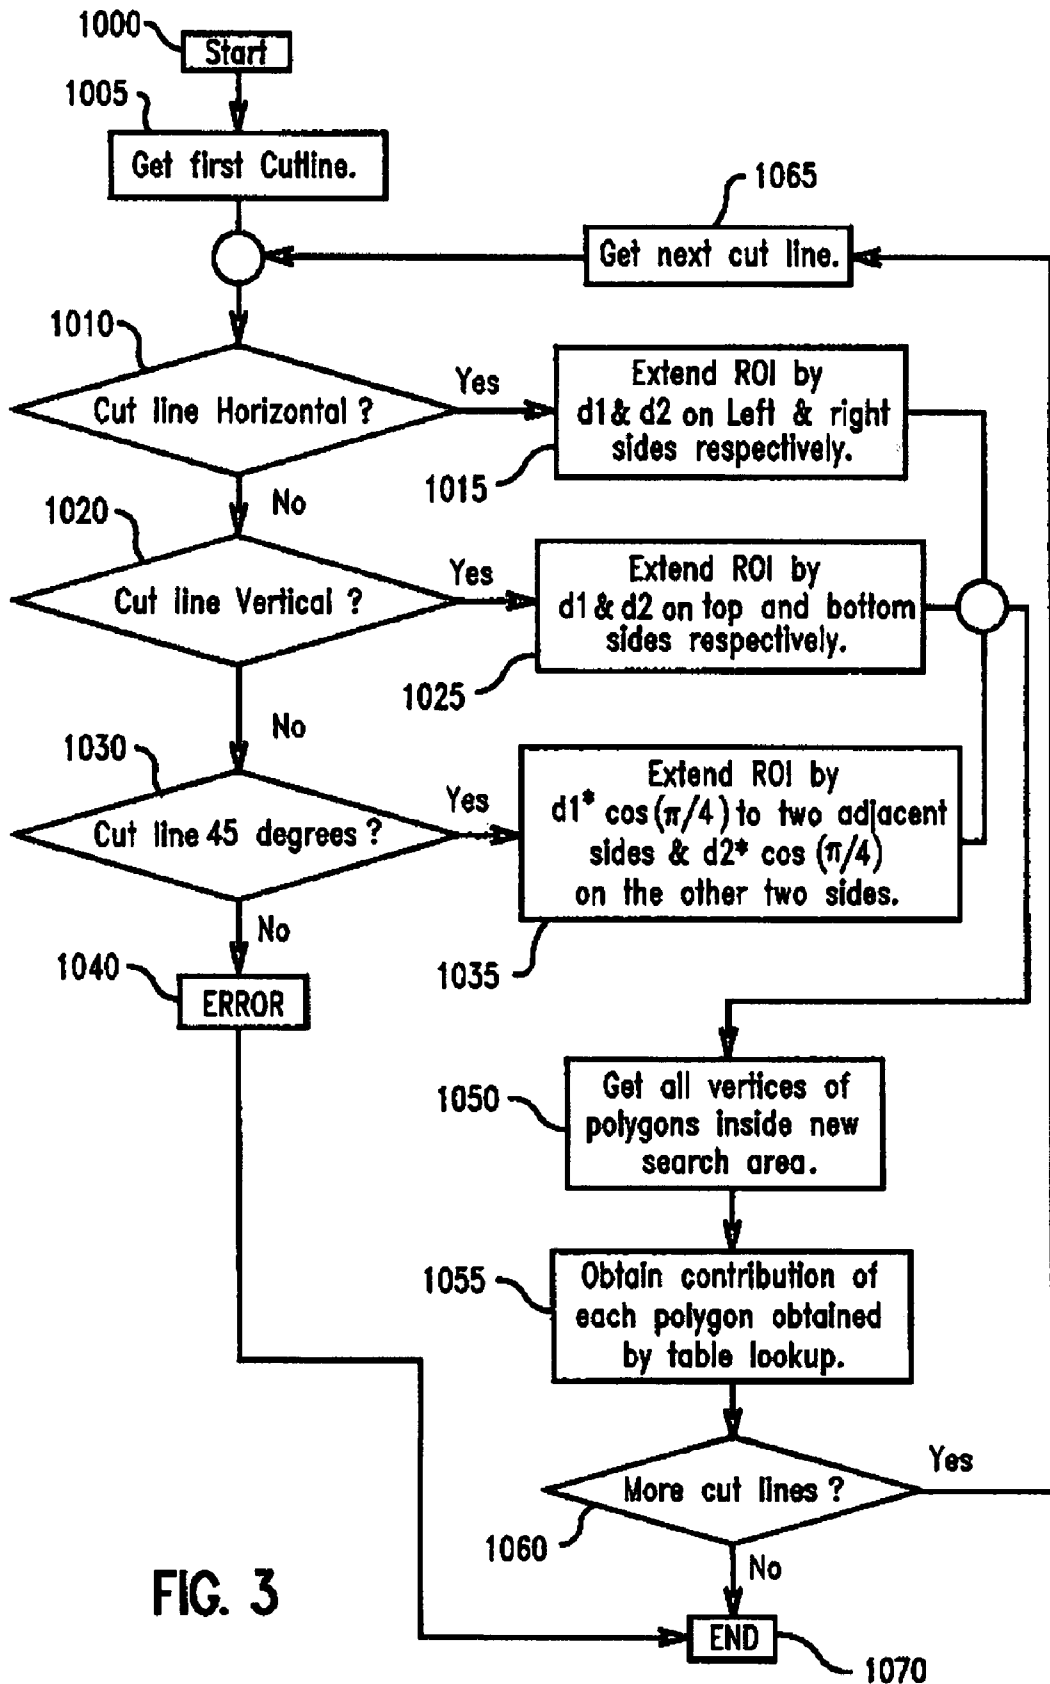 1000
Start
1005
Get first Cutline.
1065
Get next cut line.
1010
Cut line Horizontal ?
Yes
Extend ROI by
d1 & d2 on Left & right
sides respectively.
1015
No
1020
Cut line Vertical ?
Yes
Extend ROI by
d1 & d2 on top and bottom
sides respectively.
1025
No
1030
Cut line 45 degrees ?
Yes
Extend ROI by
d1* cos (π/4) to two adjacent
sides & d2* cos (π/4)
on the other two sides.
1035
No
1040
ERROR
1050
Get all vertices of
polygons inside new
search area.
1055
Obtain contribution of
each polygon obtained
by table lookup.
More cut lines ?
Yes
1060
No
FIG. 3
END
1070